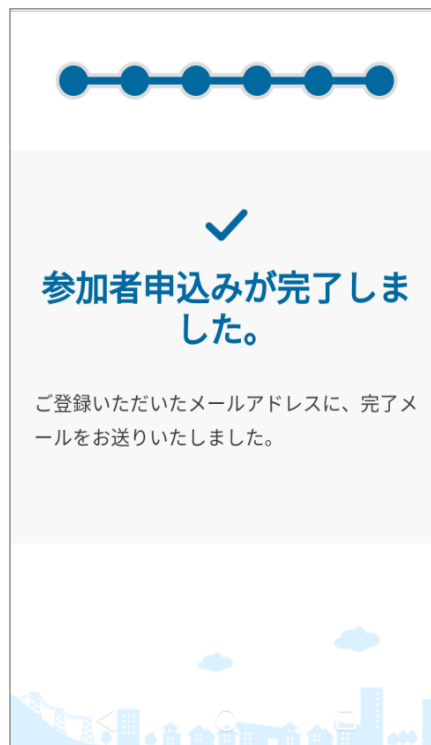 参加者申込みが完了しま
した。
ご登録いただいたメールアドレスに、完了メ
ールをお送りいたしました。